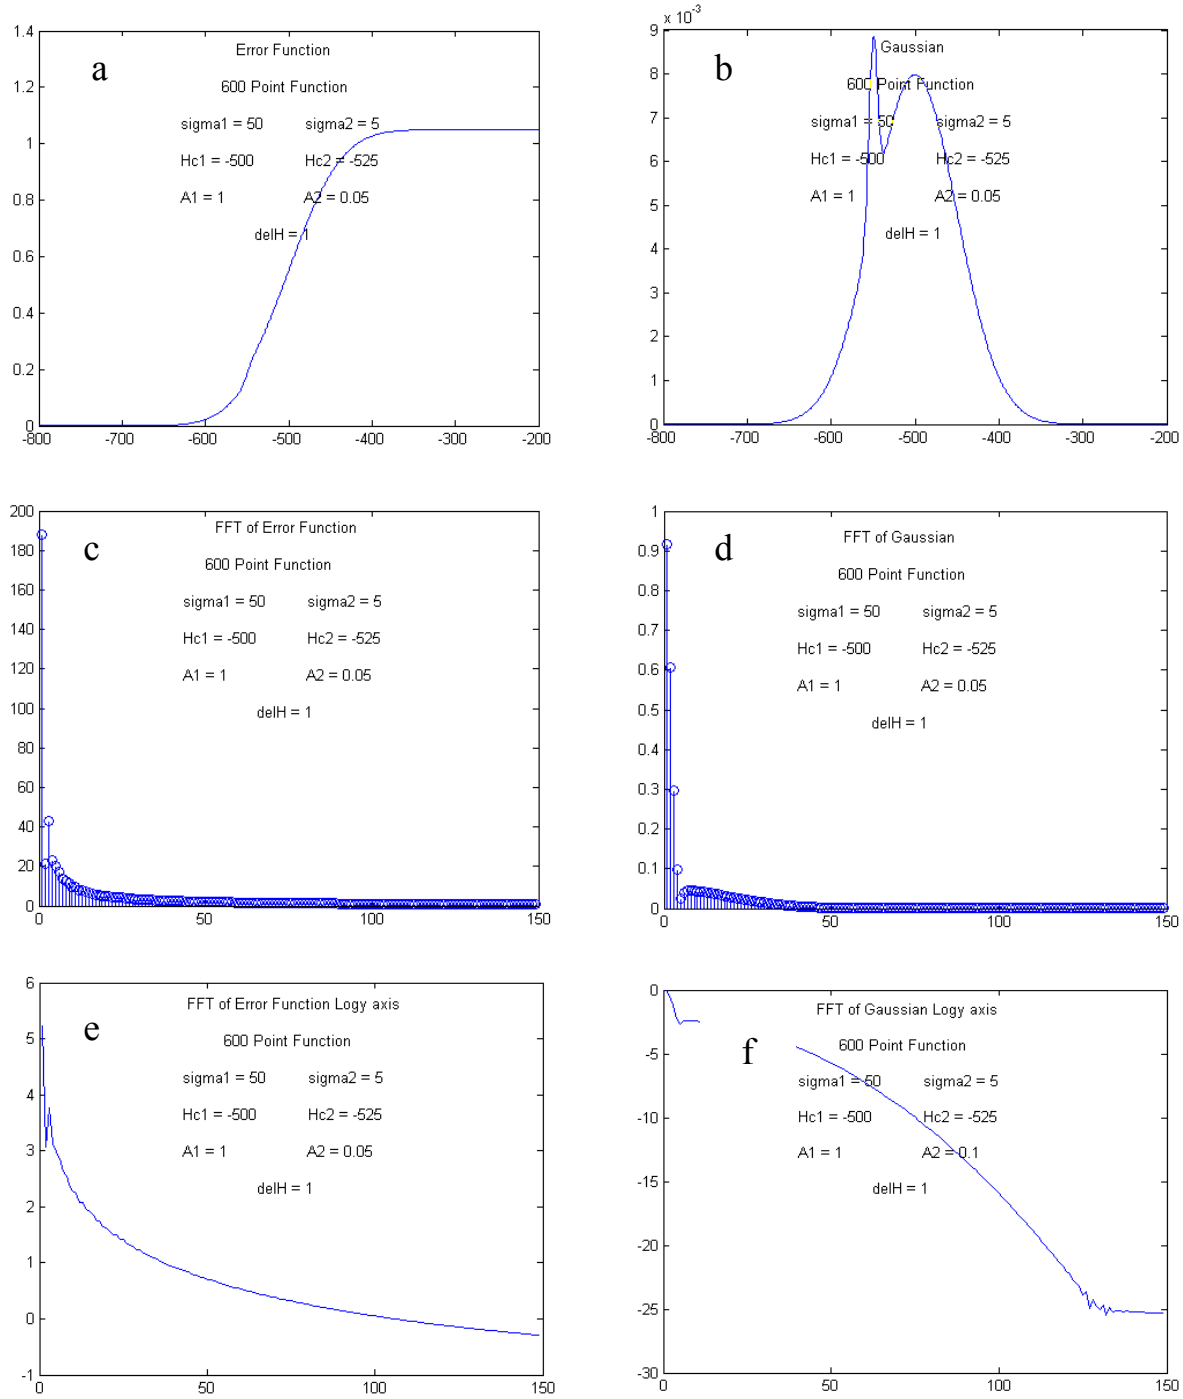 a
Error Function
600 Point Function
sigma1 = 50 sigma2 = 5
Hc1 = -500 Hc2 = -525
A1 = 1 A2 = 0.05
delH = 1
1.4
1.2
1
0.8
0.6
0.4
0.2
0
-800 -700 -600 -500 -400 -300 -200
x 10^-3
b
Gaussian
600 Point Function
sigma1 = 50 sigma2 = 5
Hc1 = -500 Hc2 = -525
A1 = 1 A2 = 0.05
delH = 1
9
8
7
6
5
4
3
2
1
0
-800 -700 -600 -500 -400 -300 -200
c
FFT of Error Function
600 Point Function
sigma1 = 50 sigma2 = 5
Hc1 = -500 Hc2 = -525
A1 = 1 A2 = 0.05
delH = 1
200
180
160
140
120
100
80
60
40
20
0
0 50 100 150
d
FFT of Gaussian
600 Point Function
sigma1 = 50 sigma2 = 5
Hc1 = -500 Hc2 = -525
A1 = 1 A2 = 0.05
delH = 1
1
0.9
0.8
0.7
0.6
0.5
0.4
0.3
0.2
0.1
0
0 50 100 150
e
FFT of Error Function Logy axis
600 Point Function
sigma1 = 50 sigma2 = 5
Hc1 = -500 Hc2 = -525
A1 = 1 A2 = 0.05
delH = 1
6
5
4
3
2
1
0
-1
0 50 100 150
f
FFT of Gaussian Logy axis
600 Point Function
sigma1 = 50 sigma2 = 5
Hc1 = -500 Hc2 = -525
A1 = 1 A2 = 0.1
delH = 1
0
-5
-10
-15
-20
-25
-30
0 50 100 150